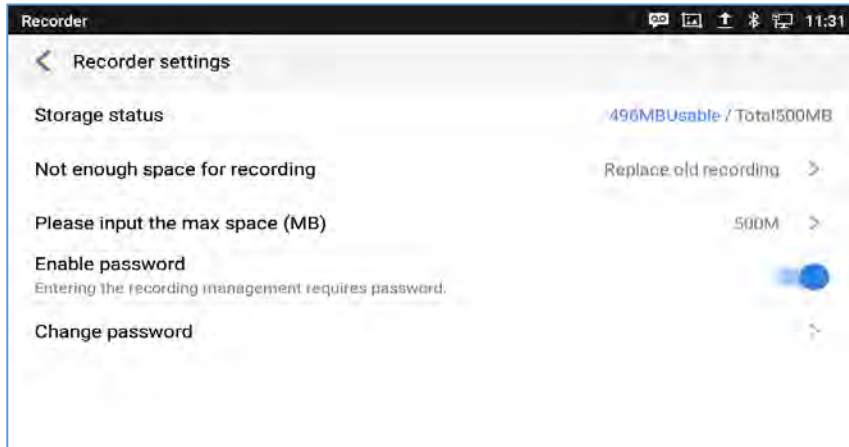 Recorder 11:31
Recorder settings
Storage status 496MBUsable / Total500MB
Not enough space for recording Replace old recording >
Please input the max space (MB) 500M >
Enable password
Entering the recording management requires password.
Change password >